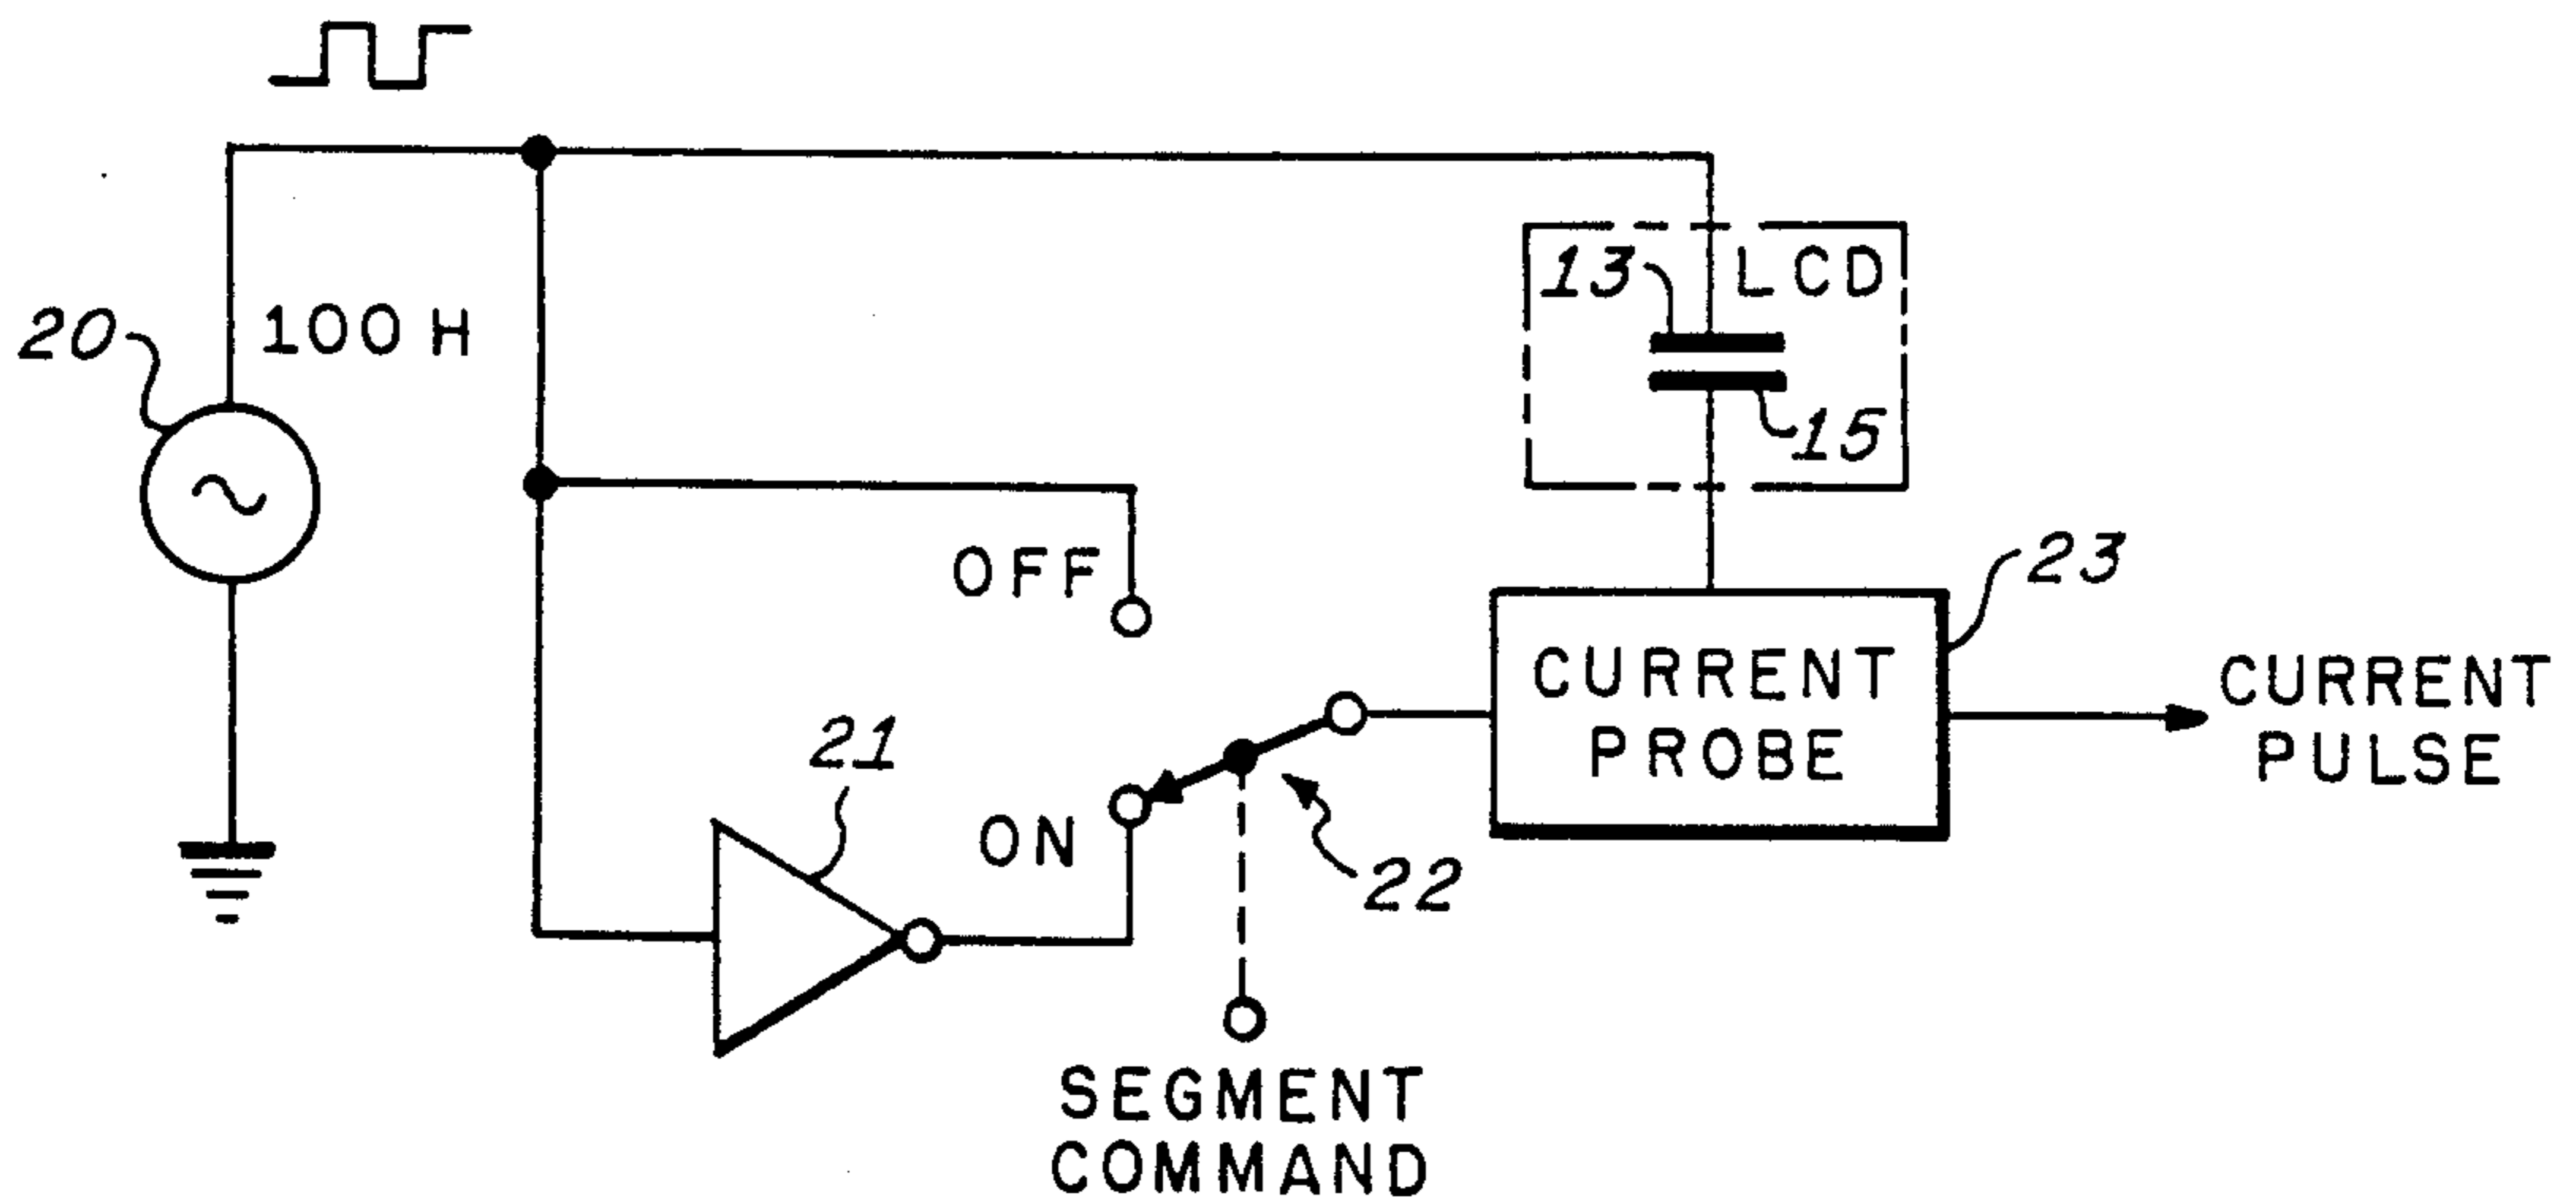 13
LCD
20
100 H
15
OFF
23
CURRENT
PROBE
CURRENT
PULSE
21
ON
22
SEGMENT
COMMAND